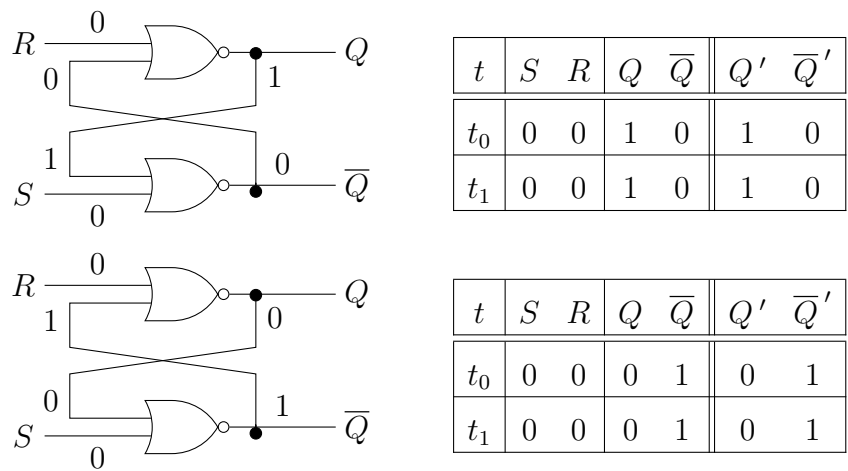 0
R Q
0 1
1 0
S Q̅
0
t S R Q Q̅ Q′ Q̅′
t₀ 0 0 1 0 1 0
t₁ 0 0 1 0 1 0
0
R Q
1 0
0 1
S Q̅
0
t S R Q Q̅ Q′ Q̅′
t₀ 0 0 0 1 0 1
t₁ 0 0 0 1 0 1